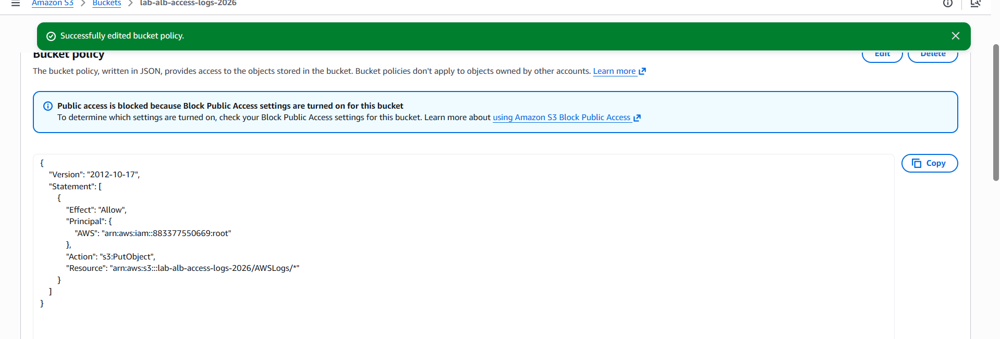 Amazon S3 > Buckets > lab-alb-access-logs-2026
Successfully edited bucket policy.
Bucket policy
Edit
Delete
The bucket policy, written in JSON, provides access to the objects stored in the bucket. Bucket policies don't apply to objects owned by other accounts. Learn more
Public access is blocked because Block Public Access settings are turned on for this bucket
To determine which settings are turned on, check your Block Public Access settings for this bucket. Learn more about using Amazon S3 Block Public Access
Copy
{
"Version": "2012-10-17",
"Statement": [
{
"Effect": "Allow",
"Principal": {
"AWS": "arn:aws:iam::883377550669:root"
},
"Action": "s3:PutObject",
"Resource": "arn:aws:s3:::lab-alb-access-logs-2026/AWSLogs/*"
}
]
}